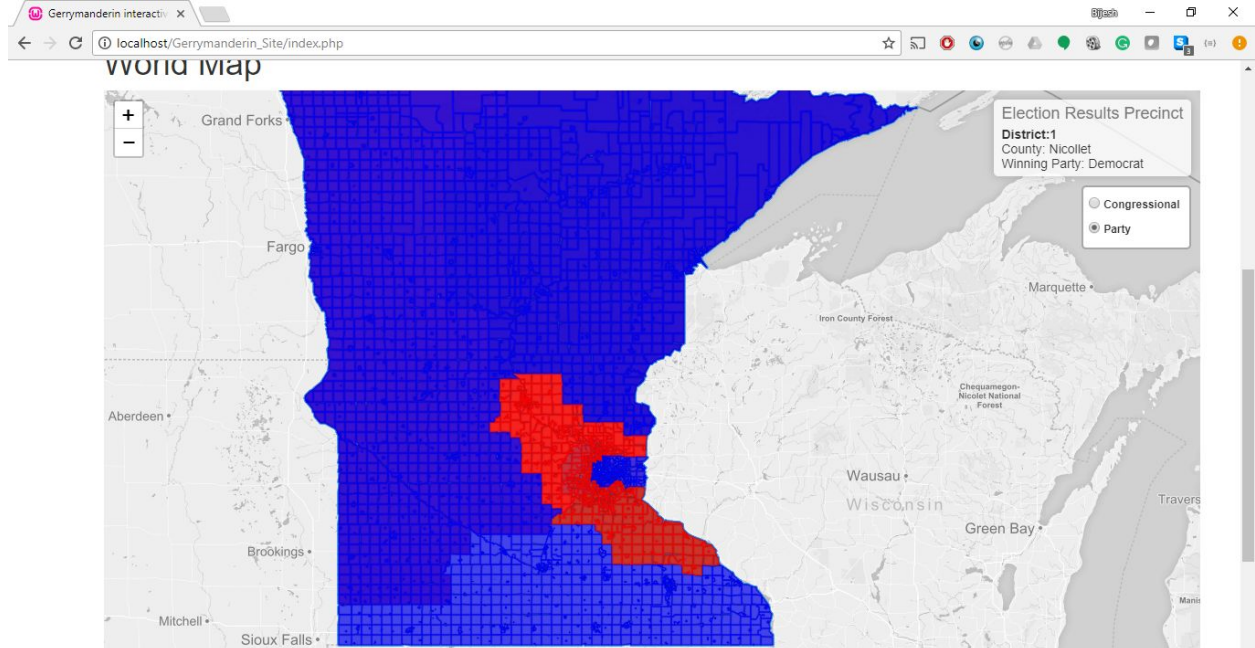 Gerrymanderin interactiv
Bijesh
localhost/Gerrymanderin_Site/index.php
3
World Map
+
−
Election Results Precinct
District:1
County: Nicollet
Winning Party: Democrat
Congressional
Party
Grand Forks
Fargo
Marquette
Iron County Forest
Chequamegon-
Nicolet National
Forest
Aberdeen
Wausau
Wisconsin
Travers
Green Bay
Brookings
Manis
Mitchell
Sioux Falls